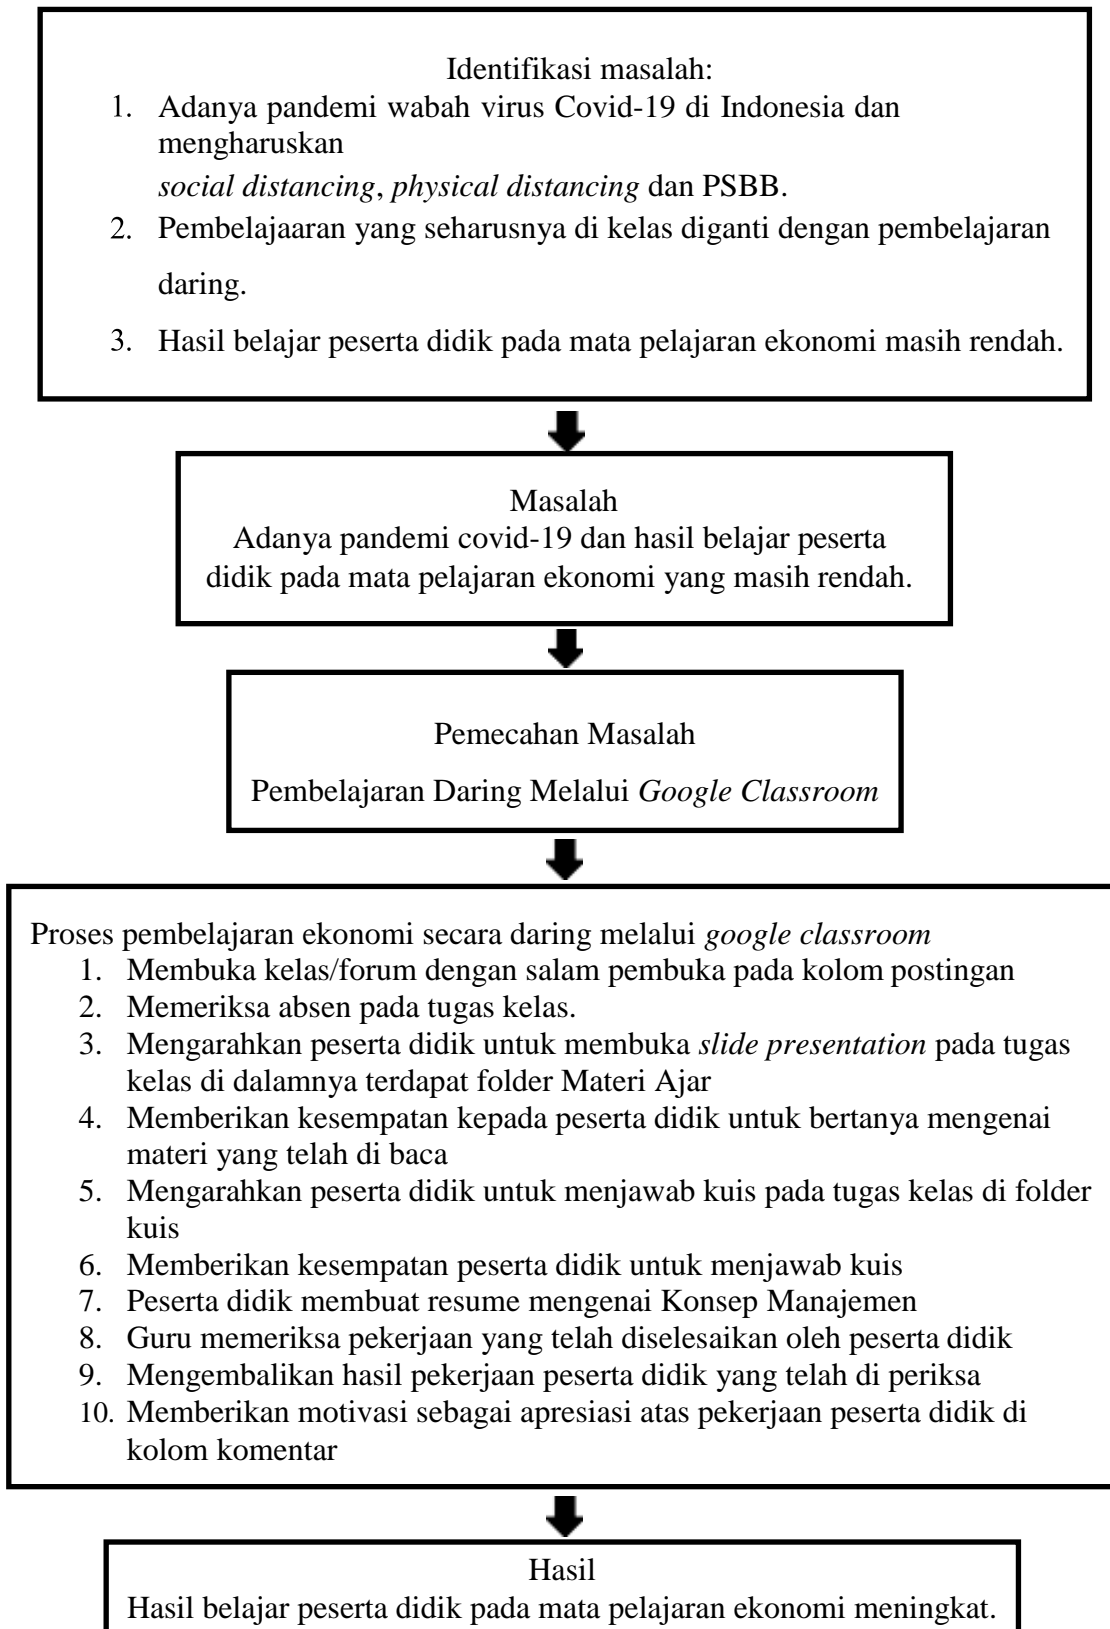 Identifikasi masalah:
1. Adanya pandemi wabah virus Covid-19 di Indonesia dan
mengharuskan
social distancing, physical distancing dan PSBB.
2. Pembelajaaran yang seharusnya di kelas diganti dengan pembelajaran
daring.
3. Hasil belajar peserta didik pada mata pelajaran ekonomi masih rendah.
Masalah
Adanya pandemi covid-19 dan hasil belajar peserta
didik pada mata pelajaran ekonomi yang masih rendah.
Pemecahan Masalah
Pembelajaran Daring Melalui Google Classroom
Proses pembelajaran ekonomi secara daring melalui google classroom
1. Membuka kelas/forum dengan salam pembuka pada kolom postingan
2. Memeriksa absen pada tugas kelas.
3. Mengarahkan peserta didik untuk membuka slide presentation pada tugas
kelas di dalamnya terdapat folder Materi Ajar
4. Memberikan kesempatan kepada peserta didik untuk bertanya mengenai
materi yang telah di baca
5. Mengarahkan peserta didik untuk menjawab kuis pada tugas kelas di folder
kuis
6. Memberikan kesempatan peserta didik untuk menjawab kuis
7. Peserta didik membuat resume mengenai Konsep Manajemen
8. Guru memeriksa pekerjaan yang telah diselesaikan oleh peserta didik
9. Mengembalikan hasil pekerjaan peserta didik yang telah di periksa
10. Memberikan motivasi sebagai apresiasi atas pekerjaan peserta didik di
kolom komentar
Hasil
Hasil belajar peserta didik pada mata pelajaran ekonomi meningkat.